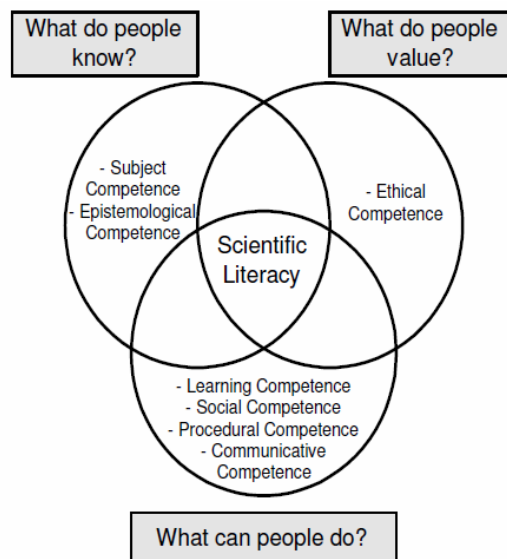 What do people
know?
What do people
value?
- Subject
Competence
- Epistemological
Competence
- Ethical
Competence
Scientific
Literacy
- Learning Competence
- Social Competence
- Procedural Competence
- Communicative
Competence
What can people do?